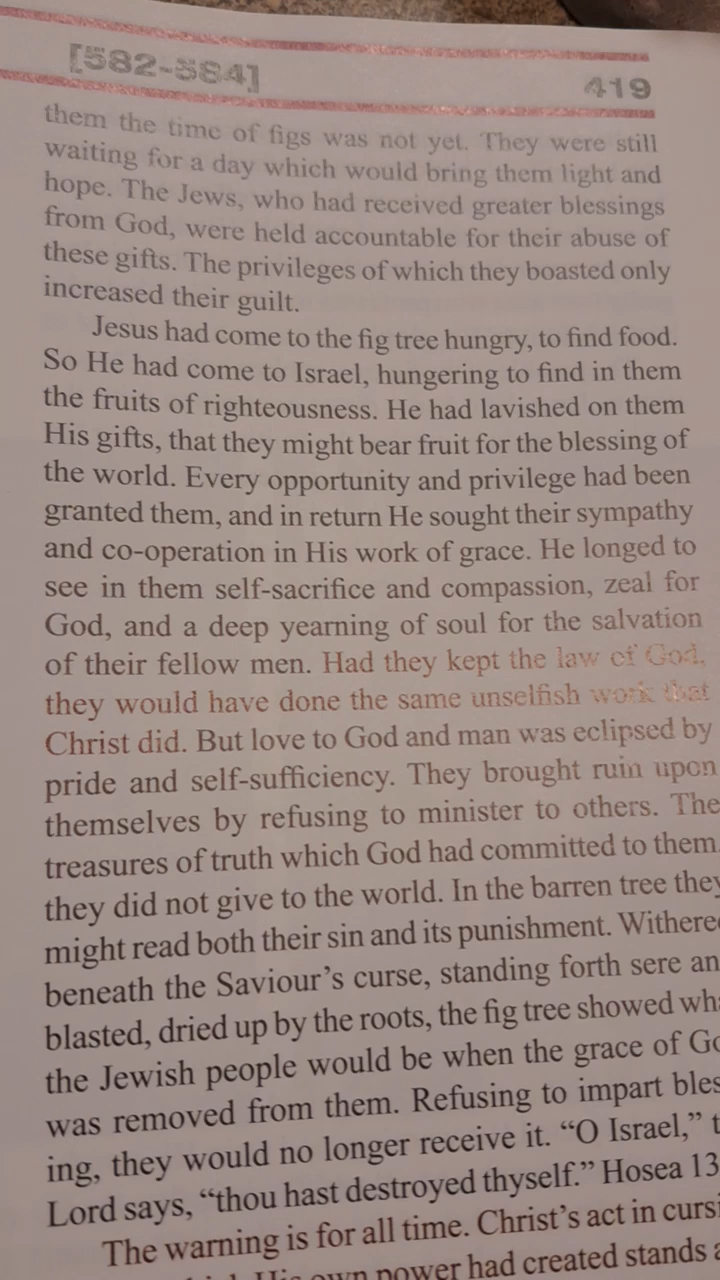 [582-584]
419
them the time of figs was not yet. They were still
waiting for a day which would bring them light and
hope. The Jews, who had received greater blessings
from God, were held accountable for their abuse of
these gifts. The privileges of which they boasted only
increased their guilt.
Jesus had come to the fig tree hungry, to find food.
So He had come to Israel, hungering to find in them
the fruits of righteousness. He had lavished on them
His gifts, that they might bear fruit for the blessing of
the world. Every opportunity and privilege had been
granted them, and in return He sought their sympathy
and co-operation in His work of grace. He longed to
see in them self-sacrifice and compassion, zeal for
God, and a deep yearning of soul for the salvation
of their fellow men. Had they kept the law of God,
they would have done the same unselfish work that
Christ did. But love to God and man was eclipsed by
pride and self-sufficiency. They brought ruin upon
themselves by refusing to minister to others. The
treasures of truth which God had committed to them,
they did not give to the world. In the barren tree they
might read both their sin and its punishment.
beneath the Saviour’s curse, standing forth sere
blasted, dried up by the roots, the fig tree showed
the Jewish people would be when the grace of
was removed from them. Refusing to impart
ing, they would no longer receive it. “O Israel,”
Lord says, “thou hast destroyed thyself.” Hosea 13
The warning is for all time. Christ’s act in
His own power had created stands